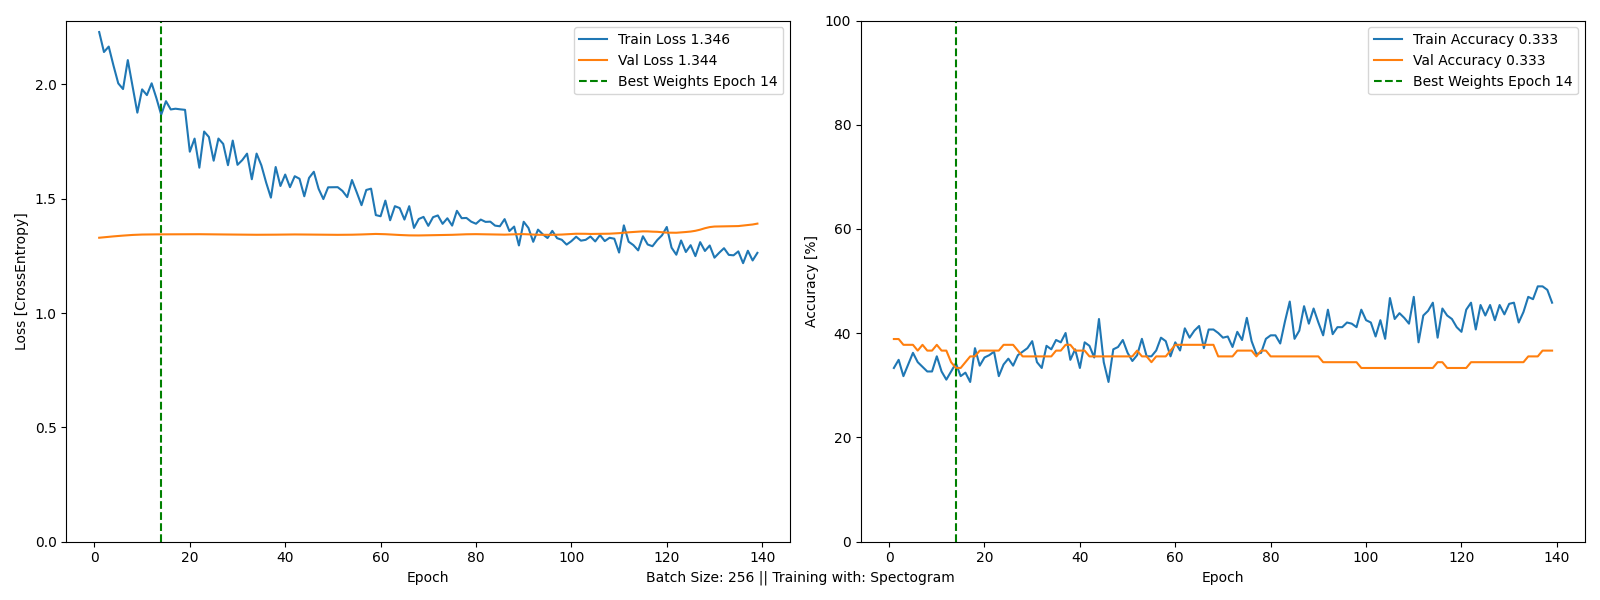 Train Loss 1.346
Val Loss 1.344
Best Weights Epoch 14
Loss [CrossEntropy]
2.0
1.5
1.0
0.5
0.0
0 20 40 60 80 100 120 140
Epoch
Train Accuracy 0.333
Val Accuracy 0.333
Best Weights Epoch 14
Accuracy [%]
100
80
60
40
20
0
0 20 40 60 80 100 120 140
Epoch
Batch Size: 256 || Training with: Spectogram